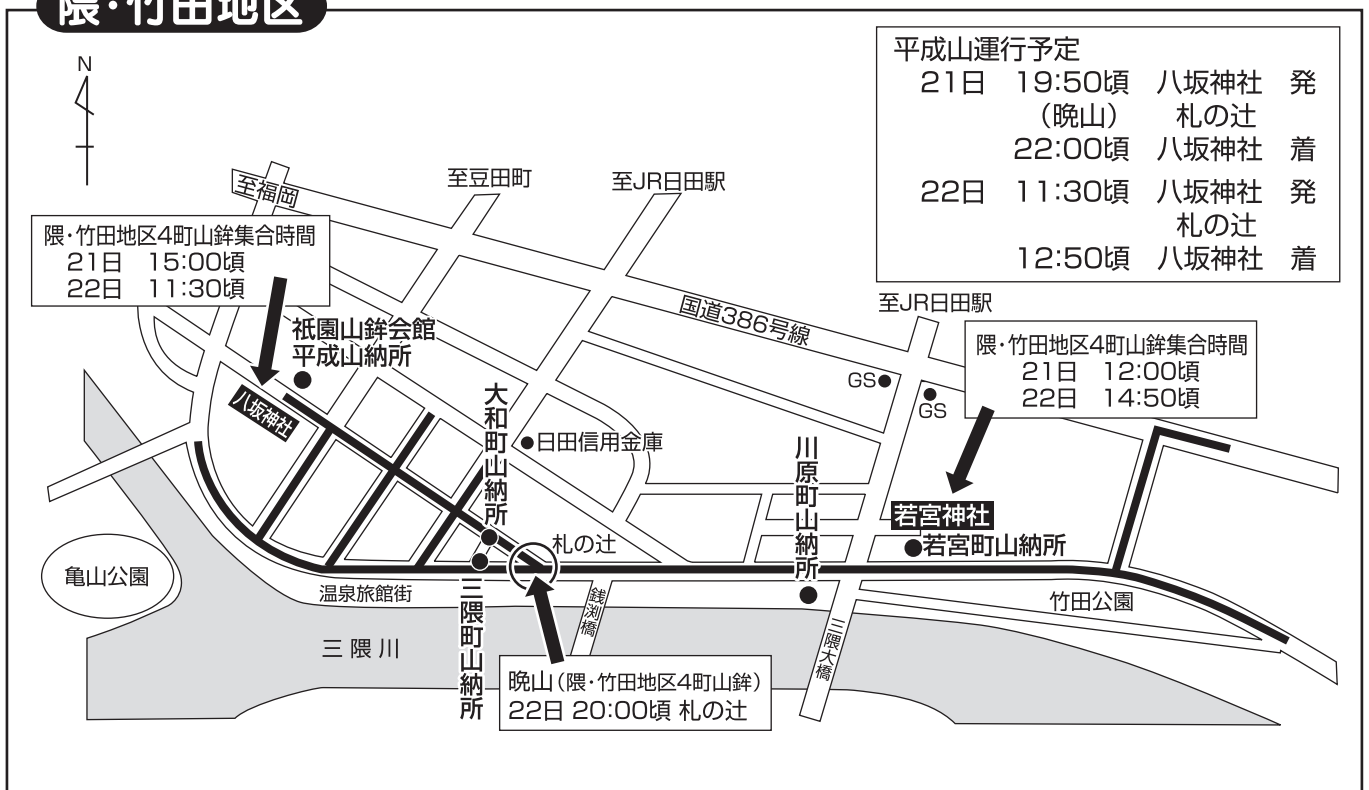 隈・竹田地区
N
平成山運行予定
21日 19:50頃 八坂神社 発
（晩山） 札の辻
22:00頃 八坂神社 着
22日 11:30頃 八坂神社 発
札の辻
12:50頃 八坂神社 着
至福岡
至豆田町
至JR日田駅
隈・竹田地区4町山鉾集合時間
21日 15:00頃
22日 11:30頃
祇園山鉾会館
平成山納所
八坂神社
国道386号線
至JR日田駅
隈・竹田地区4町山鉾集合時間
21日 12:00頃
22日 14:50頃
GS
GS
大和町山納所
日田信用金庫
川原町山納所
若宮神社
若宮町山納所
札の辻
亀山公園
温泉旅館街
三隈町山納所
銭渕橋
竹田公園
三隈川
三隈大橋
晩山（隈・竹田地区4町山鉾）
22日 20:00頃 札の辻